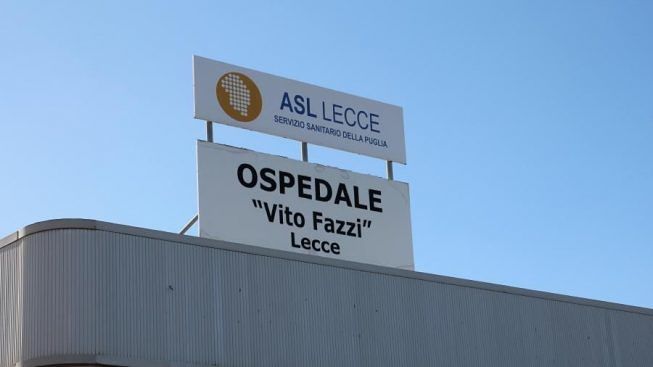 ASL LECCE
SERVIZIO SANITARIO DELLA PUGLIA
OSPEDALE
“Vito Fazzi”
Lecce